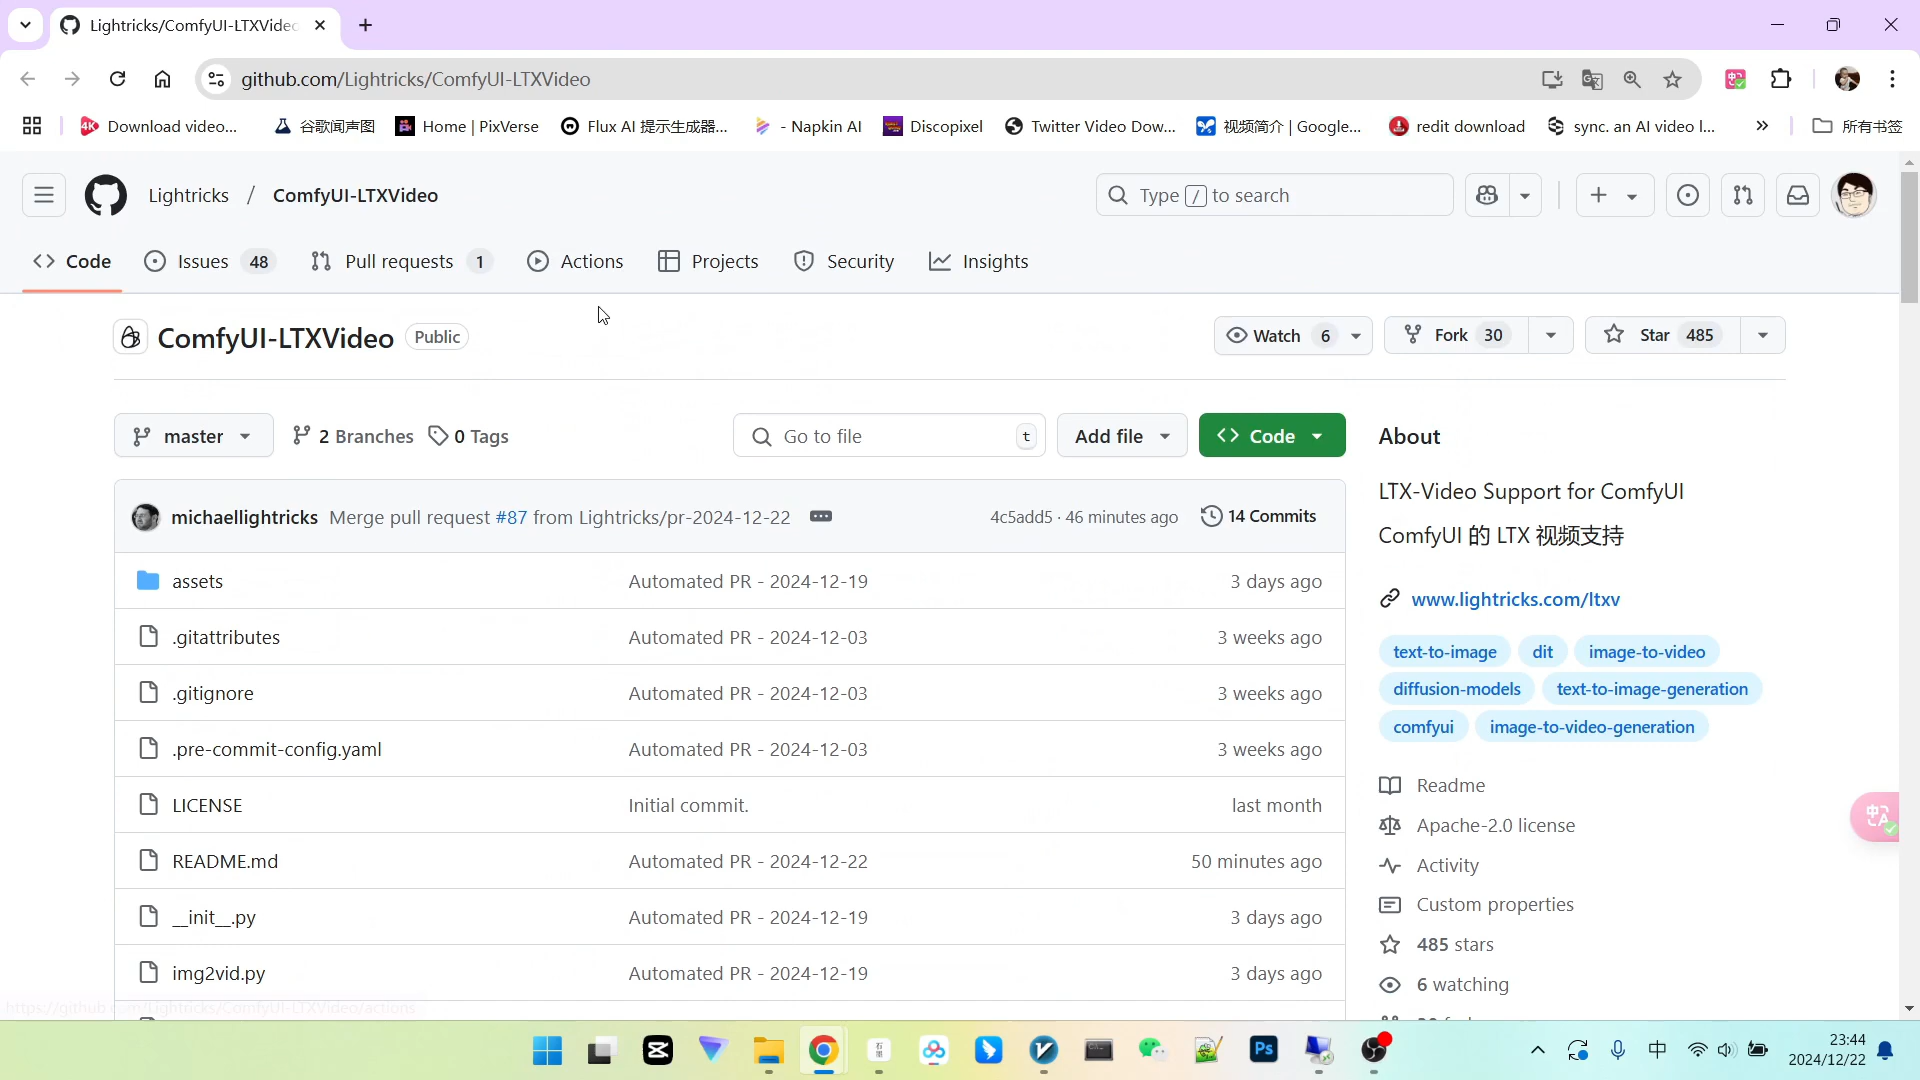 Lightricks/ComfyUI-LTXVideo
github.com/Lightricks/ComfyUI-LTXVideo
4K Download video... 谷歌闻声图 Home | PixVerse Flux AI 提示生成器... - Napkin AI Discopixel Twitter Video Dow... 视频简介 | Google... redit download sync. an AI video l... » 所有书签
Lightricks / ComfyUI-LTXVideo Type / to search
Code Issues 48 Pull requests 1 Actions Projects Security Insights
ComfyUI-LTXVideo Public Watch 6 Fork 30 Star 485
master 2 Branches 0 Tags Go to file t Add file Code
michaellightricks Merge pull request #87 from Lightricks/pr-2024-12-22 4c5add5 · 46 minutes ago 14 Commits
assets Automated PR - 2024-12-19 3 days ago
.gitattributes Automated PR - 2024-12-03 3 weeks ago
.gitignore Automated PR - 2024-12-03 3 weeks ago
.pre-commit-config.yaml Automated PR - 2024-12-03 3 weeks ago
LICENSE Initial commit. last month
README.md Automated PR - 2024-12-22 50 minutes ago
__init__.py Automated PR - 2024-12-19 3 days ago
img2vid.py Automated PR - 2024-12-19 3 days ago
About
LTX-Video Support for ComfyUI
ComfyUI 的 LTX 视频支持
www.lightricks.com/ltxv
text-to-image dit image-to-video
diffusion-models text-to-image-generation
comfyui image-to-video-generation
Readme
Apache-2.0 license
Activity
Custom properties
485 stars
6 watching
https://github.com/Lightricks/ComfyUI-LTXVideo/actions
Ps
中
23:44
2024/12/22